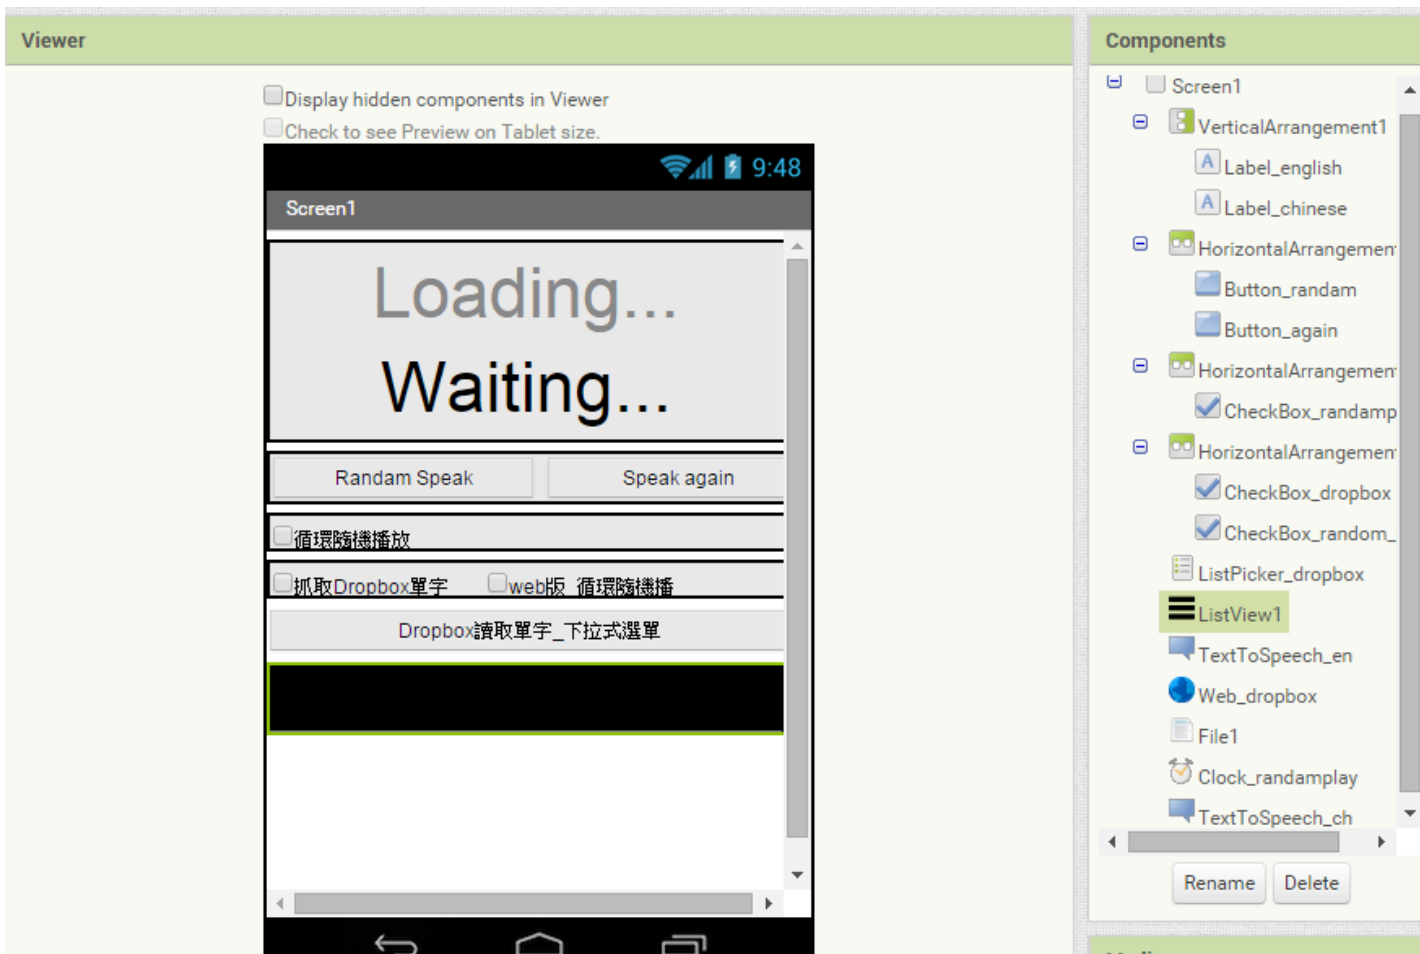 Viewer
Display hidden components in Viewer
Check to see Preview on Tablet size.
9:48
Screen1
Loading...
Waiting...
Randam Speak
Speak again
循環隨機播放
抓取Dropbox單字
web版_循環隨機播
Dropbox讀取單字_下拉式選單
Components
Screen1
VerticalArrangement1
Label_english
Label_chinese
HorizontalArrangemen
Button_randam
Button_again
HorizontalArrangemen
CheckBox_randamp
HorizontalArrangemen
CheckBox_dropbox
CheckBox_random_
ListPicker_dropbox
ListView1
TextToSpeech_en
Web_dropbox
File1
Clock_randamplay
TextToSpeech_ch
Rename
Delete